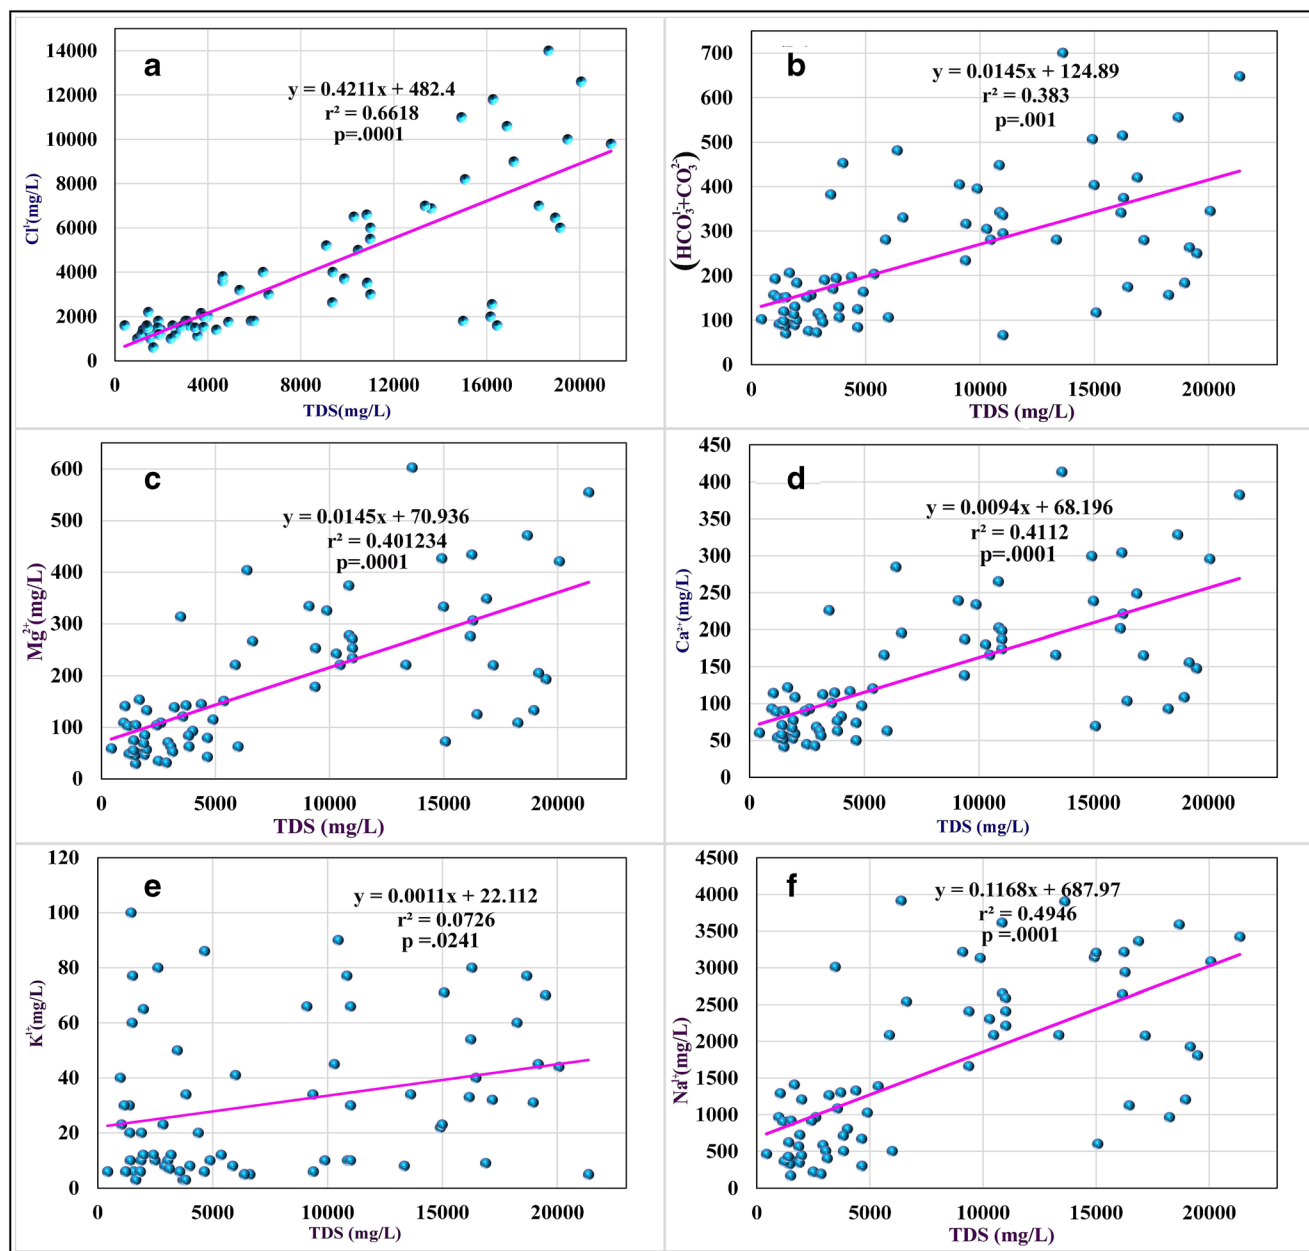 a
y = 0.4211x + 482.4
r² = 0.6618
p=.0001
14000
12000
10000
8000
6000
4000
2000
0
Cl¹⁻(mg/L)
0 4000 8000 12000 16000 20000
TDS(mg/L)
b
y = 0.0145x + 124.89
r² = 0.383
p=.001
700
600
500
400
300
200
100
0
(HCO₃¹⁻+CO₃²⁻)
0 5000 10000 15000 20000
TDS (mg/L)
c
y = 0.0145x + 70.936
r² = 0.401234
p=.0001
600
500
400
300
200
100
0
Mg²⁺(mg/L)
0 5000 10000 15000 20000
TDS (mg/L)
d
y = 0.0094x + 68.196
r² = 0.4112
p=.0001
450
400
350
300
250
200
150
100
50
0
Ca²⁺(mg/L)
0 5000 10000 15000 20000
TDS (mg/L)
e
y = 0.0011x + 22.112
r² = 0.0726
p =.0241
120
100
80
60
40
20
0
K¹⁺(mg/L)
0 5000 10000 15000 20000
TDS (mg/L)
f
y = 0.1168x + 687.97
r² = 0.4946
p =.0001
4500
4000
3500
3000
2500
2000
1500
1000
500
0
Na¹⁺(mg/L)
0 5000 10000 15000 20000
TDS (mg/L)